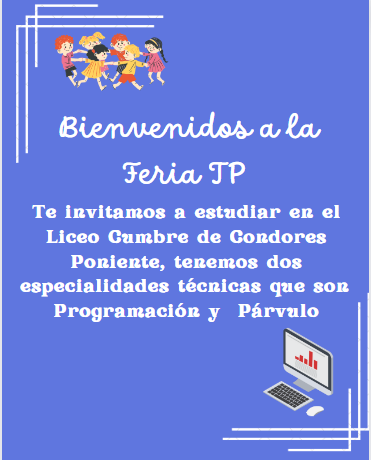 Bienvenidos a la
Feria TP
Te invitamos a estudiar en el
Liceo Cumbre de Condores
Poniente, tenemos dos
especialidades técnicas que son
Programación y Párvulo